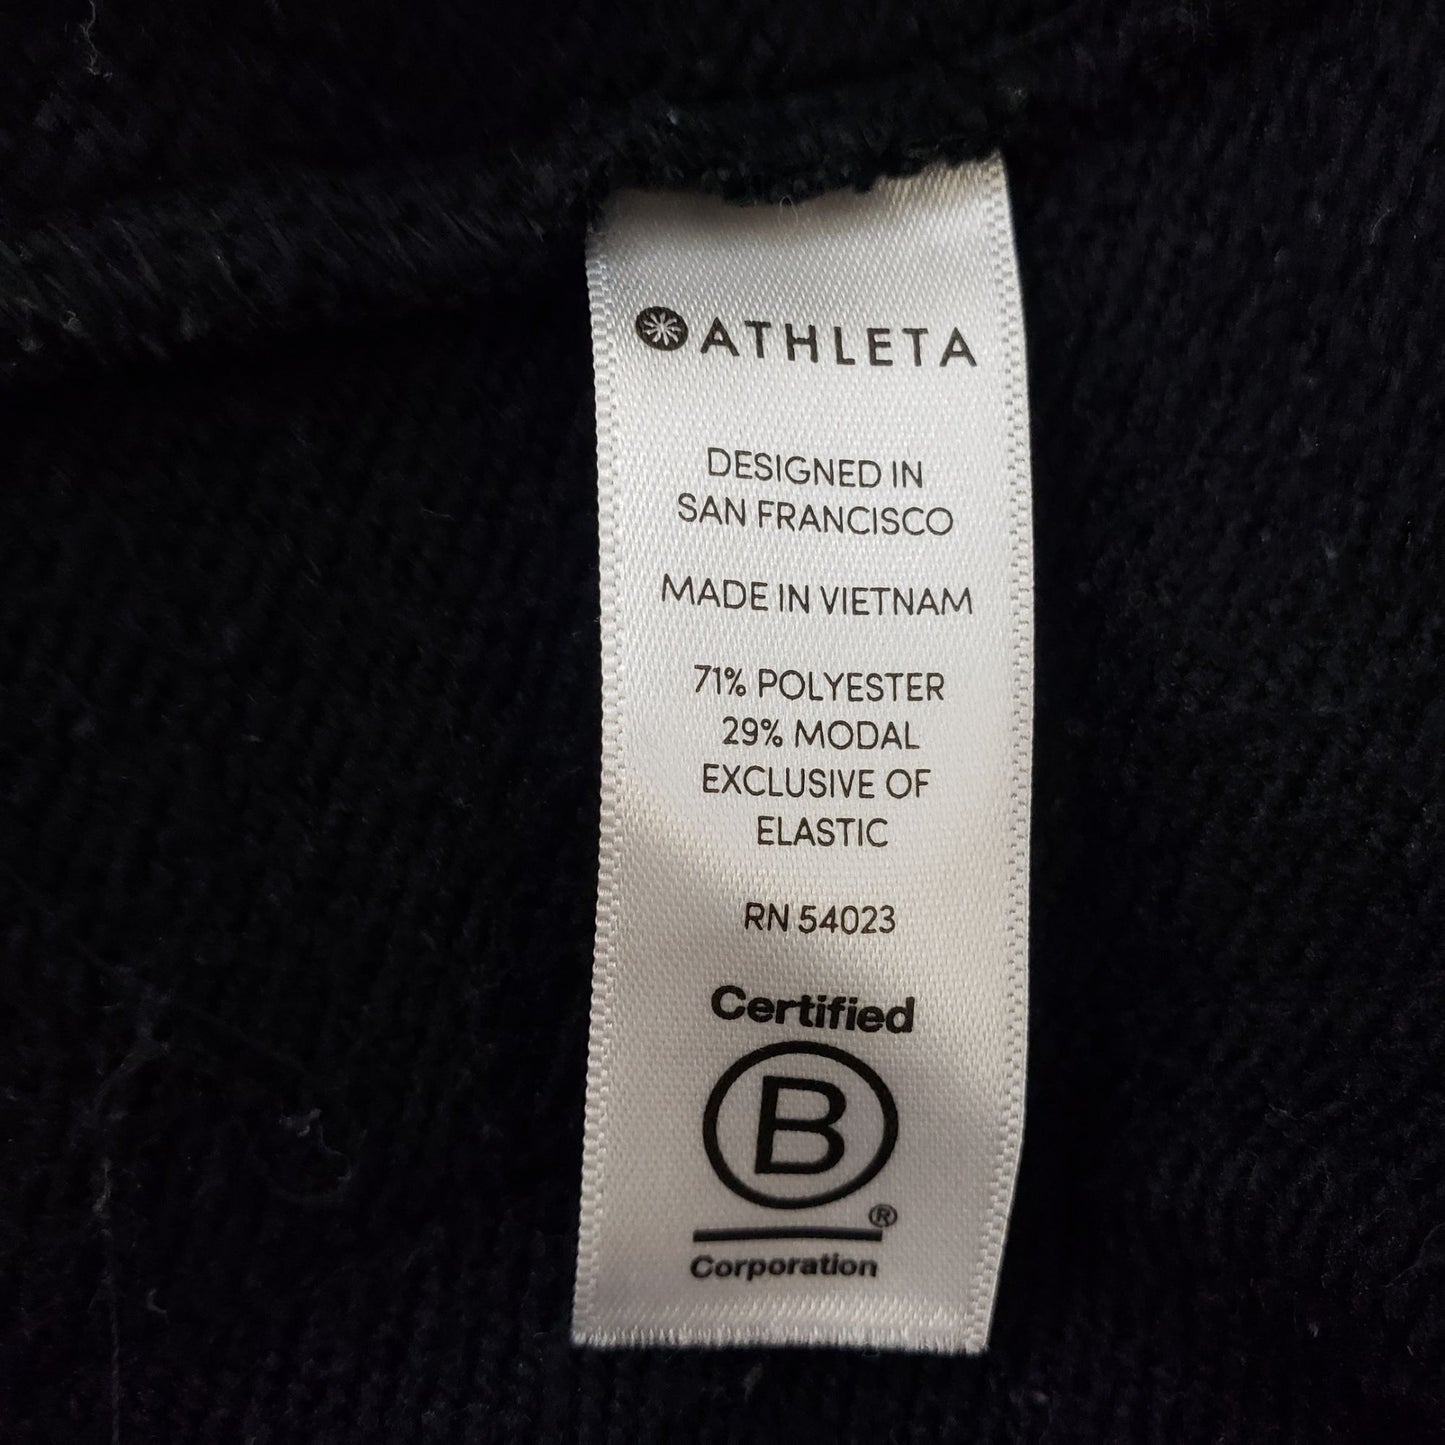 ATHLETA
DESIGNED IN
SAN FRANCISCO
MADE IN VIETNAM
71% POLYESTER
29% MODAL
EXCLUSIVE OF
ELASTIC
RN 54023
Certified
B
®
Corporation